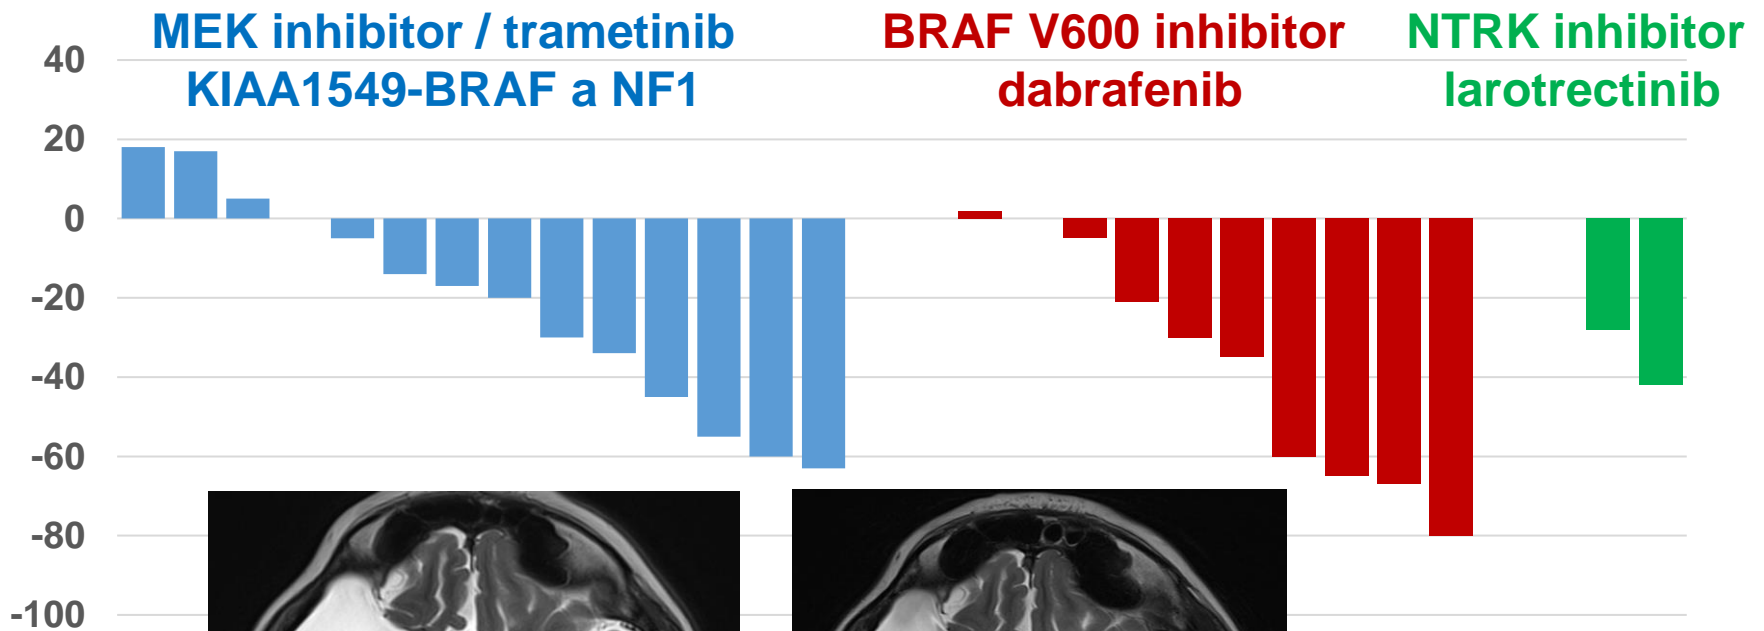 MEK inhibitor / trametinib
KIAA1549-BRAF a NF1
BRAF V600 inhibitor
dabrafenib
NTRK inhibitor
larotrectinib
40
20
0
-20
-40
-60
-80
-100